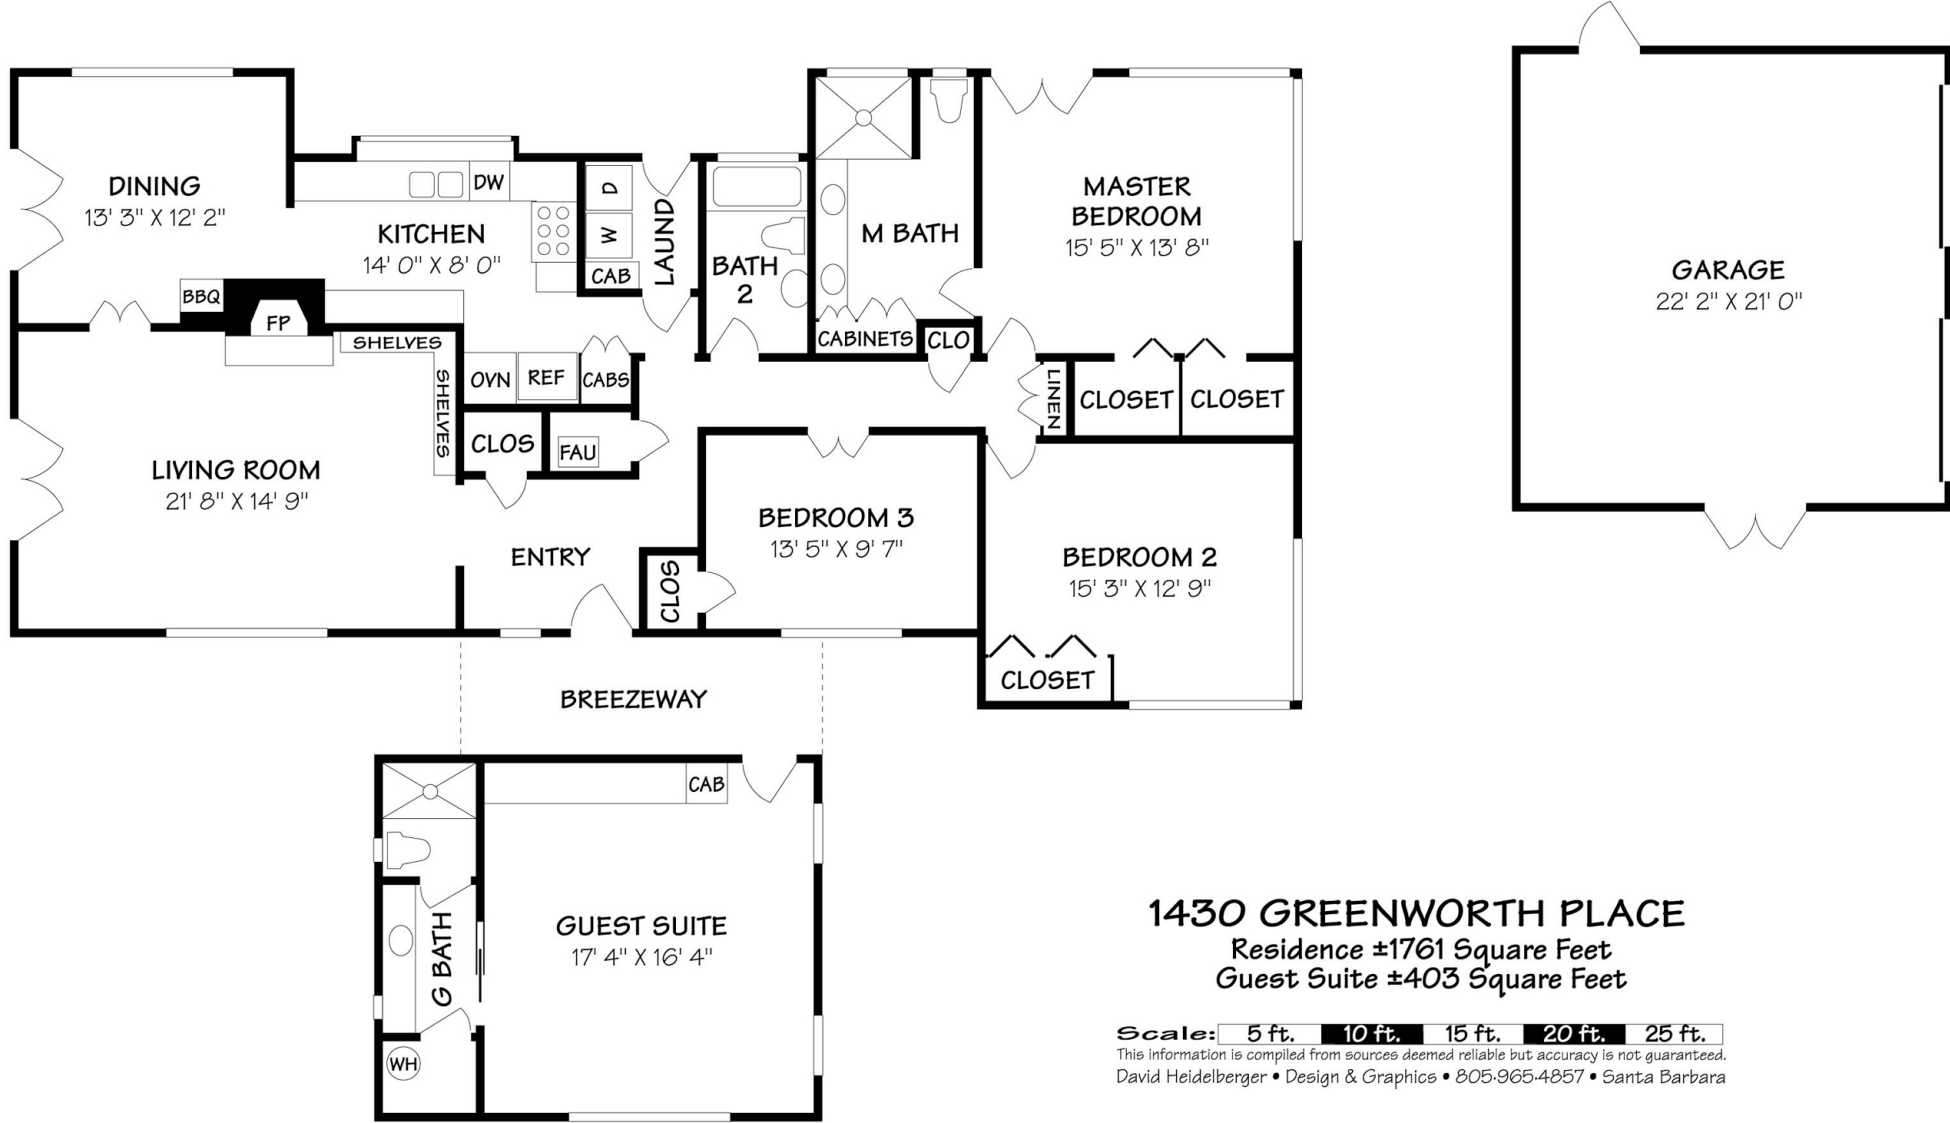 DINING
13' 3" X 12' 2"
DW
KITCHEN
14' 0" X 8' 0"
D
W
CAB
LAUND
BATH
2
M BATH
CABINETS
CLO
MASTER
BEDROOM
15' 5" X 13' 8"
GARAGE
22' 2" X 21' 0"
BBQ
FP
SHELVES
SHELVES
OVN
REF
CABS
LINEN
CLOSET
CLOSET
CLOS
FAU
LIVING ROOM
21' 8" X 14' 9"
ENTRY
CLOS
BEDROOM 3
13' 5" X 9' 7"
BEDROOM 2
15' 3" X 12' 9"
CLOSET
BREEZEWAY
CAB
GUEST SUITE
17' 4" X 16' 4"
G BATH
WH
1430 GREENWORTH PLACE
Residence ±1761 Square Feet
Guest Suite ±403 Square Feet
Scale: 5 ft. 10 ft. 15 ft. 20 ft. 25 ft.
This information is compiled from sources deemed reliable but accuracy is not guaranteed.
David Heidelberger • Design & Graphics • 805•965•4857 • Santa Barbara